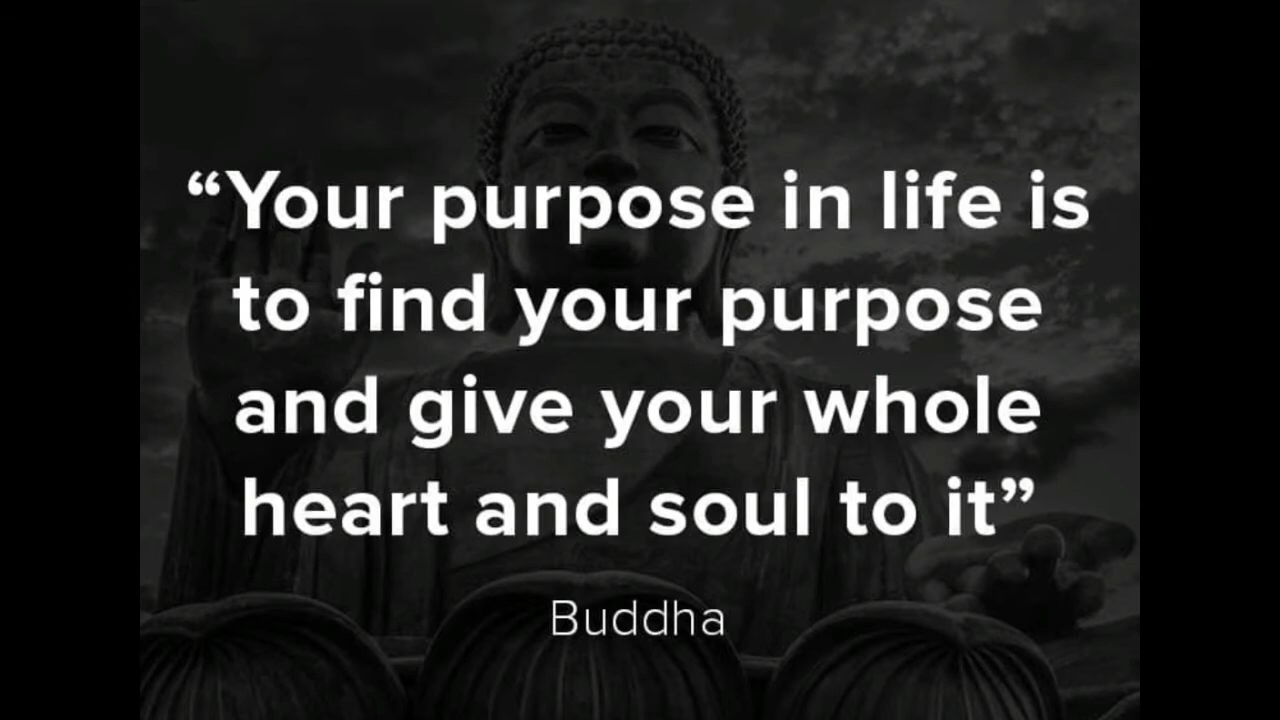 “Your purpose in life is
to find your purpose
and give your whole
heart and soul to it”
Buddha